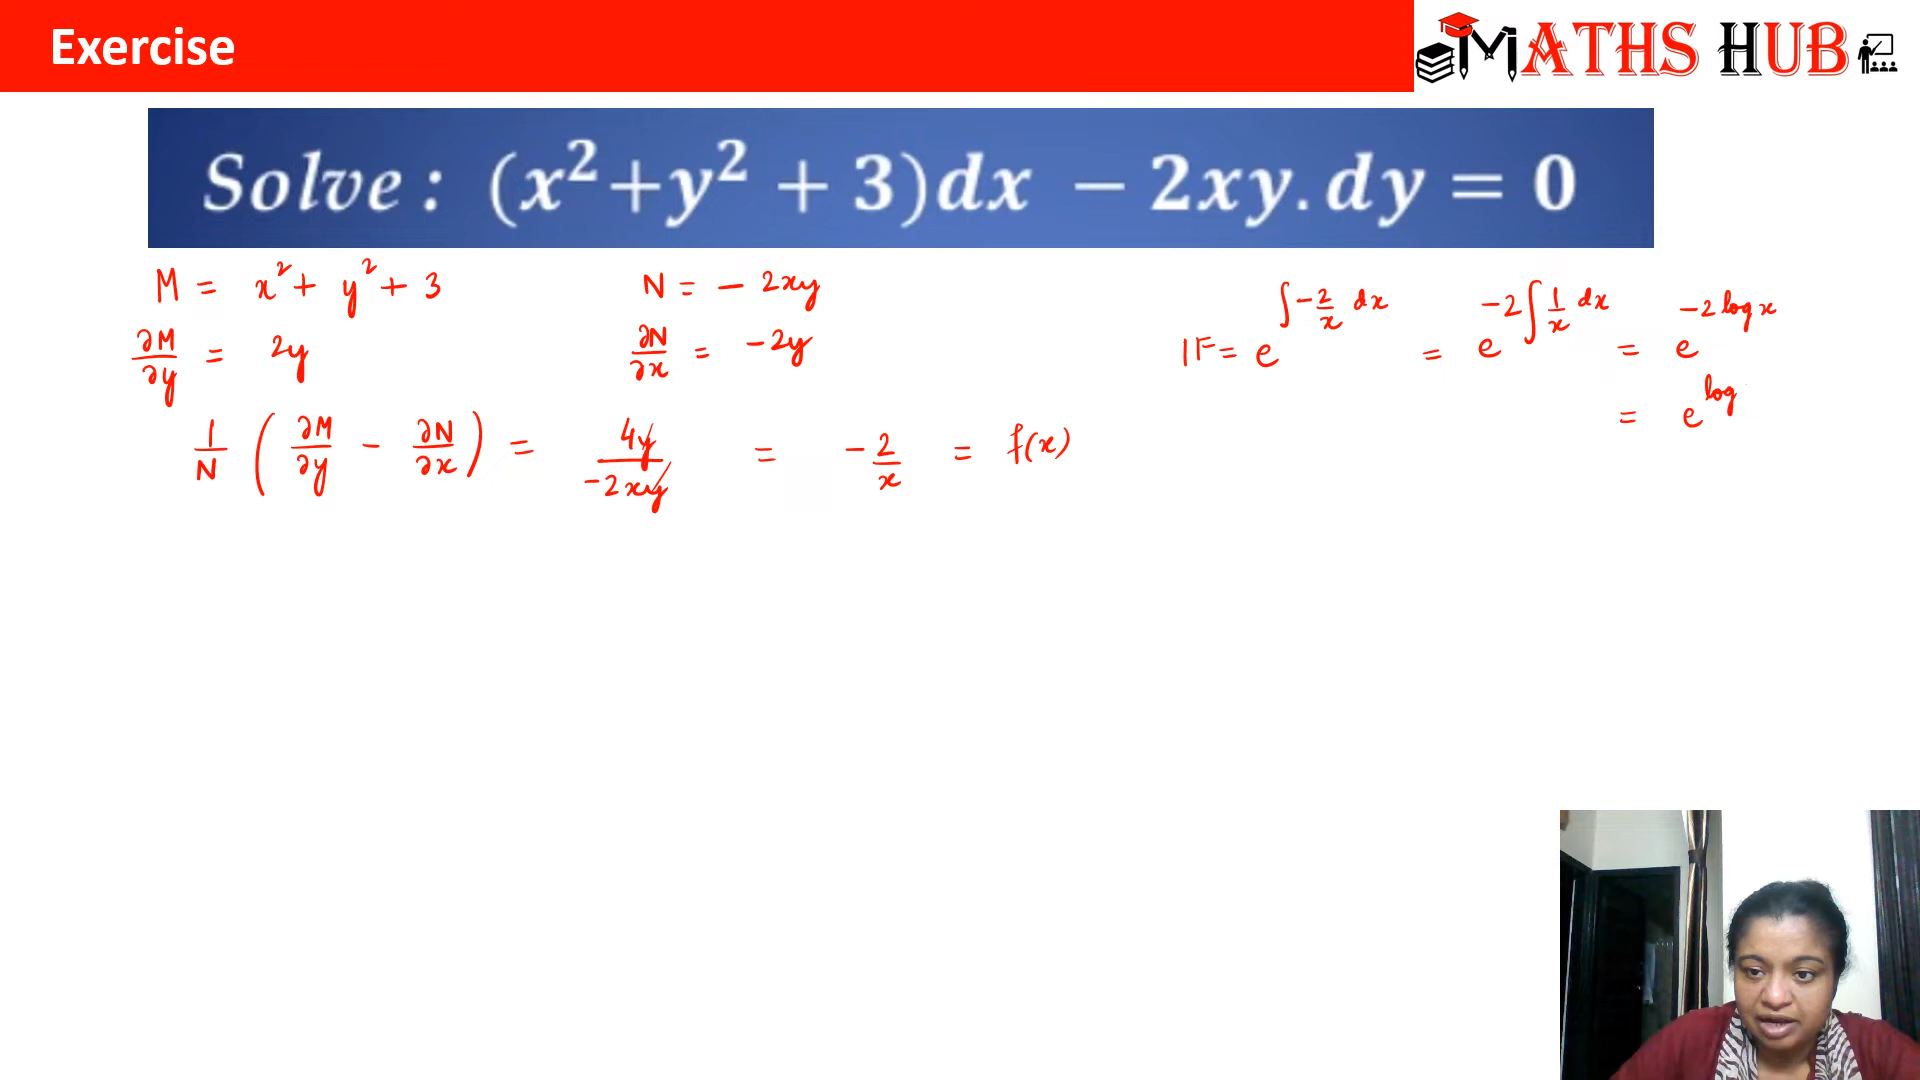 Exercise
MATHS HUB
Solve : (x²+y² + 3)dx − 2xy.dy = 0
M = x² + y² + 3
N = − 2xy
∂M/∂y = 2y
∂N/∂x = −2y
1/N ( ∂M/∂y − ∂N/∂x ) = 4y/−2xy = −2/x = f(x)
IF = e^∫−2/x dx = e^−2∫1/x dx = e^−2 log x
= e^log